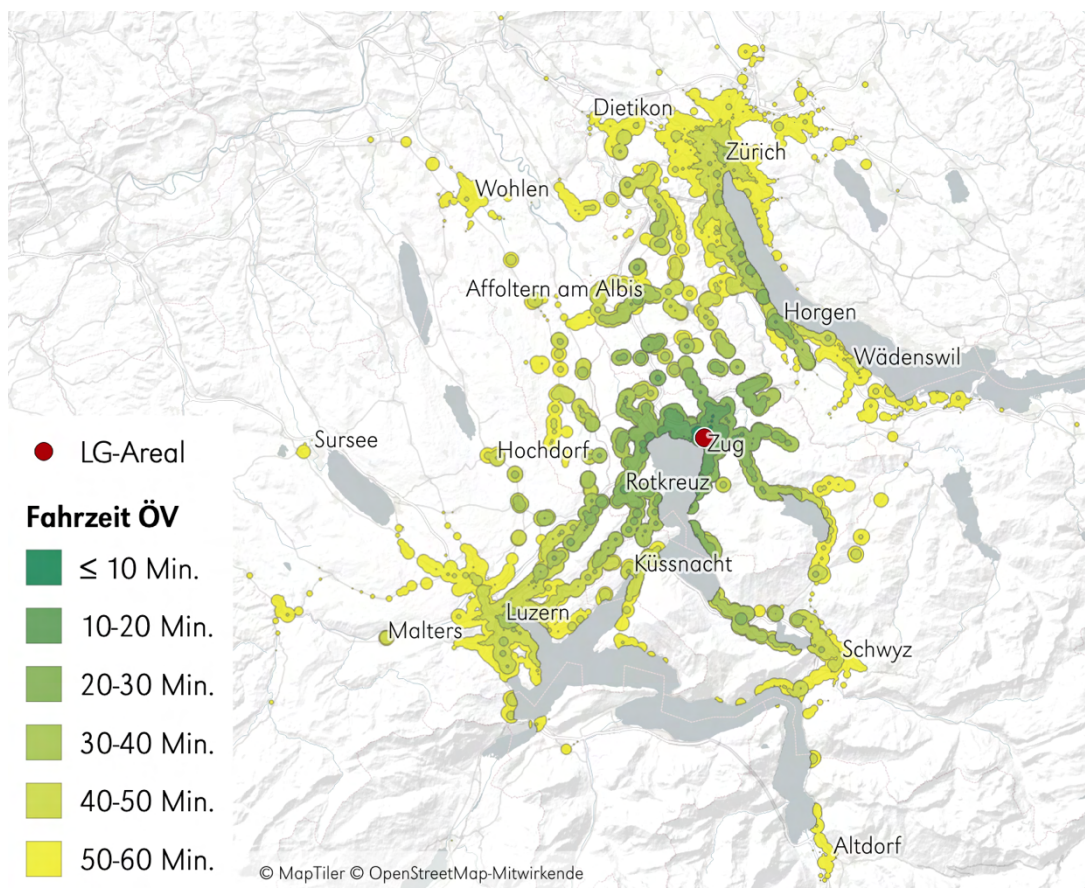 Dietikon
Zürich
Wohlen
Affoltern am Albis
Horgen
Wädenswil
LG-Areal
Sursee
Hochdorf
Zug
Rotkreuz
Fahrzeit ÖV
≤ 10 Min.
Küssnacht
10-20 Min.
Luzern
Malters
Schwyz
20-30 Min.
30-40 Min.
40-50 Min.
50-60 Min.
Altdorf
© MapTiler © OpenStreetMap-Mitwirkende